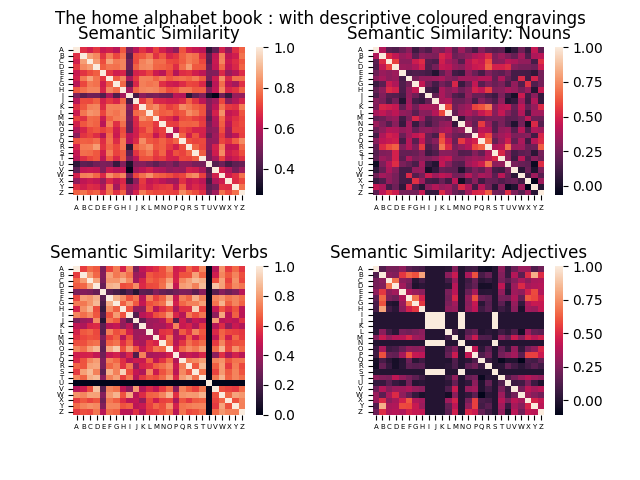 The home alphabet book : with descriptive coloured engravings
Semantic Similarity
A B C D E F G H I J K L M N O P Q R S T U V W X Y Z
A B C D E F G H I J K L M N O P Q R S T U V W X Y Z
1.0
0.8
0.6
0.4
Semantic Similarity: Nouns
A B C D E F G H I J K L M N O P Q R S T U V W X Y Z
A B C D E F G H I J K L M N O P Q R S T U V W X Y Z
1.00
0.75
0.50
0.25
0.00
Semantic Similarity: Verbs
A B C D E F G H I J K L M N O P Q R S T U V W X Y Z
A B C D E F G H I J K L M N O P Q R S T U V W X Y Z
1.0
0.8
0.6
0.4
0.2
0.0
Semantic Similarity: Adjectives
A B C D E F G H I J K L M N O P Q R S T U V W X Y Z
A B C D E F G H I J K L M N O P Q R S T U V W X Y Z
1.00
0.75
0.50
0.25
0.00